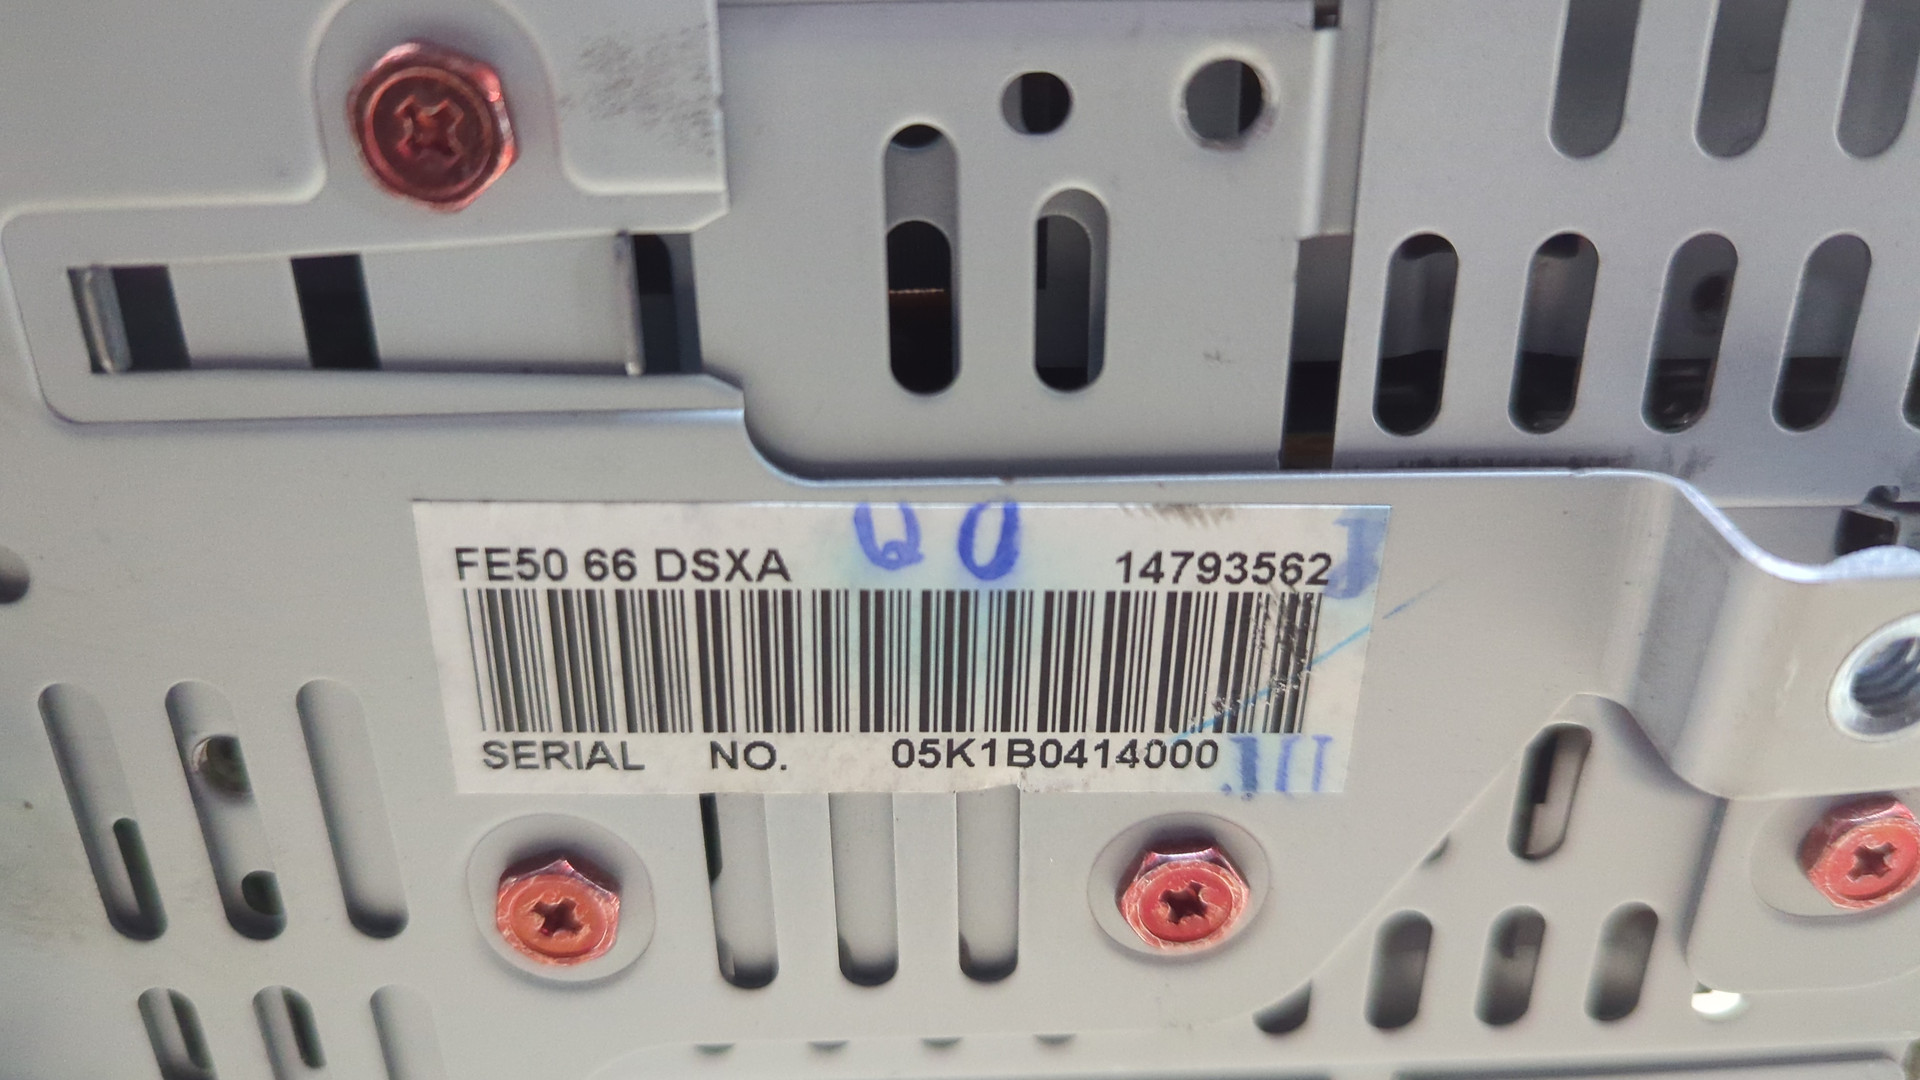 Q0
FE50 66 DSXA 14793562
SERIAL NO. 05K1B0414000